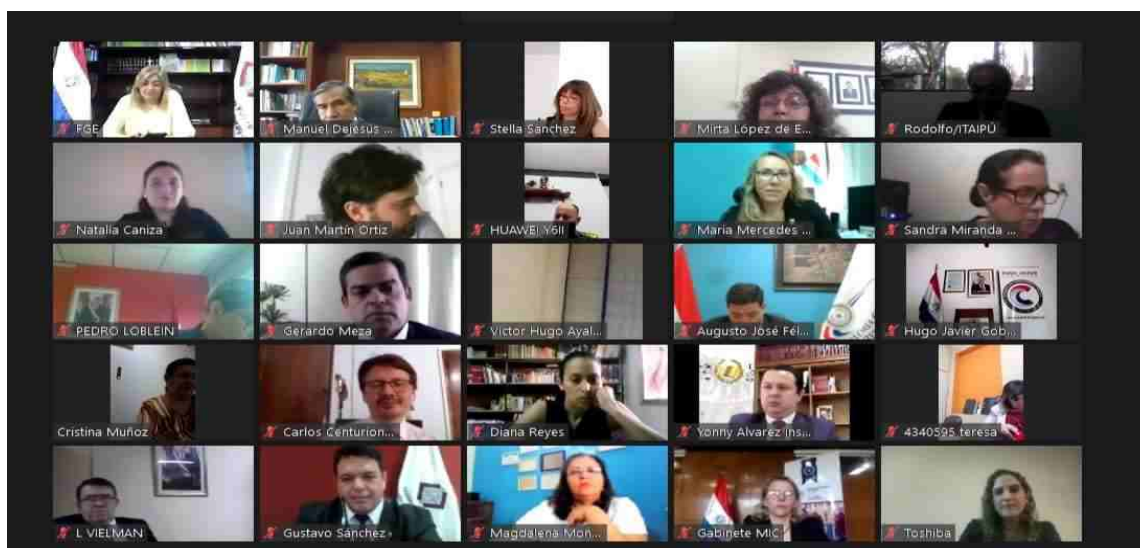 FGE
Manuel Dejesús ...
Stella Sanchez
Mirta López de E...
Rodolfo/ITAIPÚ
Natalia Caniza
Juan Martín Ortiz
HUAWEI Y6II
Maria Mercedes ...
Sandra Miranda ...
PEDRO LOBLEIN
Gerardo Meza
Victor Hugo Ayal...
Augusto José Fél...
Hugo Javier Gob...
Cristina Muñoz
Carlos Centurion...
Diana Reyes
Yonny Alvarez Ins...
4340595 teresa
L VIELMAN
Gustavo Sánchez
Magdalena Mon...
Gabinete MIC
Toshiba